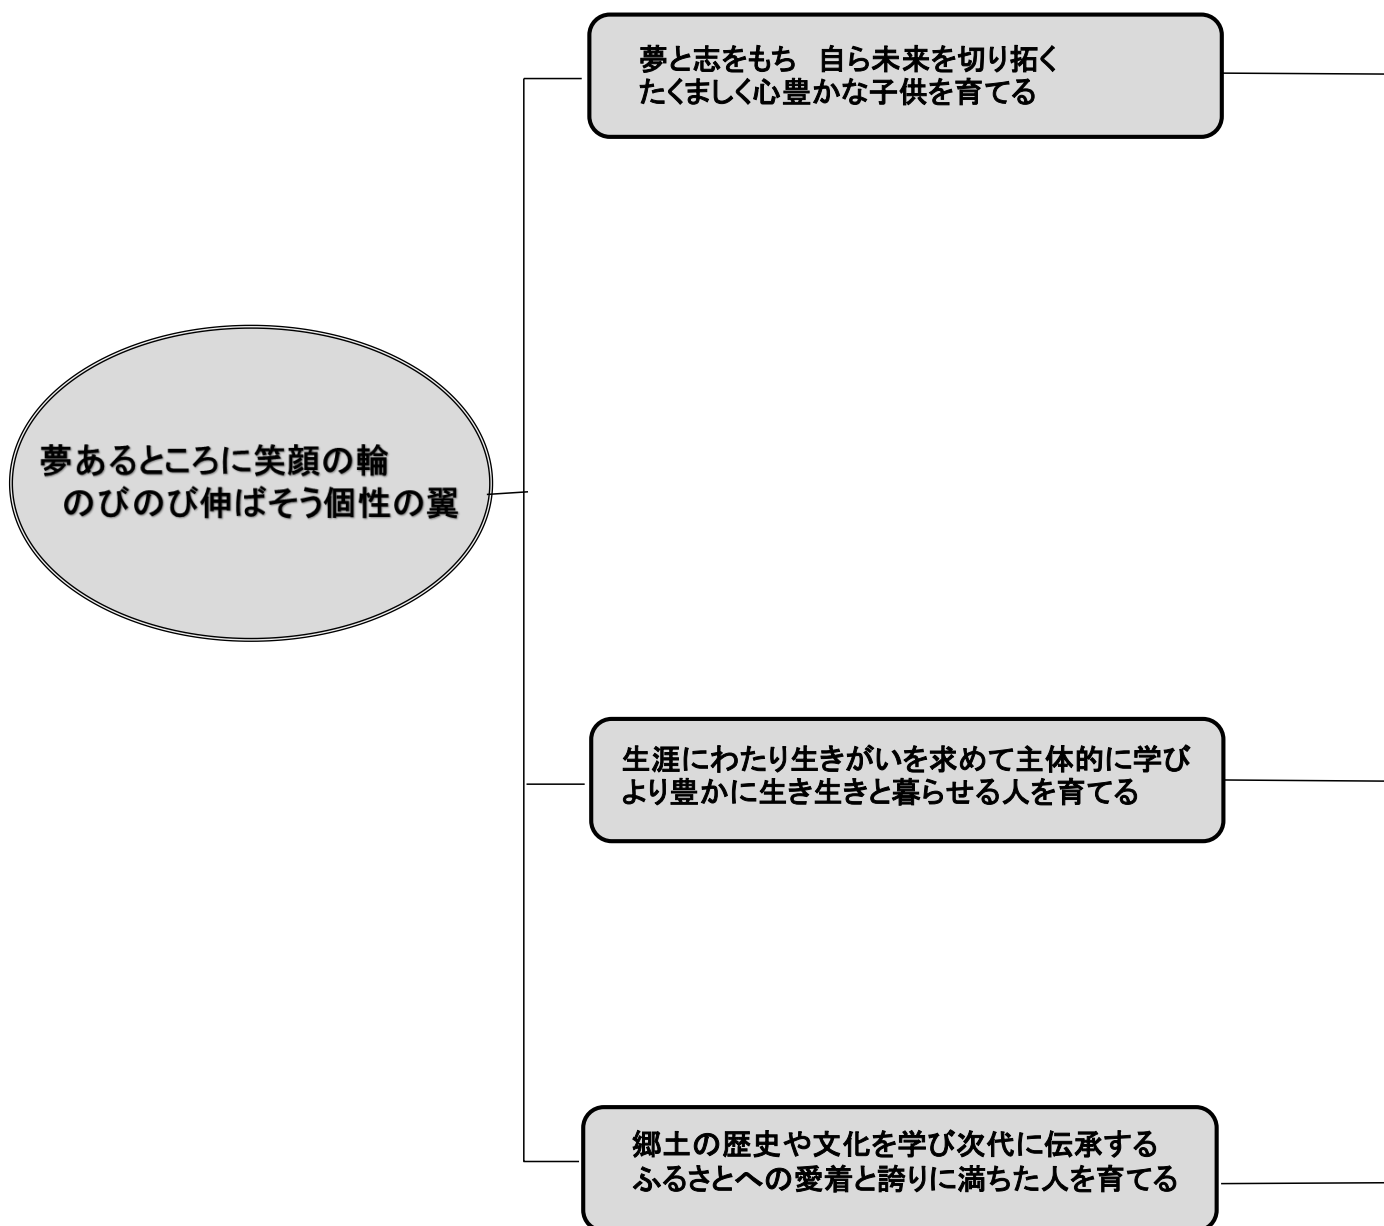 夢と志をもち　自ら未来を切り拓く
たくましく心豊かな子供を育てる
夢あるところに笑顔の輪
のびのび伸ばそう個性の翼
生涯にわたり生きがいを求めて主体的に学び
より豊かに生き生きと暮らせる人を育てる
郷土の歴史や文化を学び次代に伝承する
ふるさとへの愛着と誇りに満ちた人を育てる